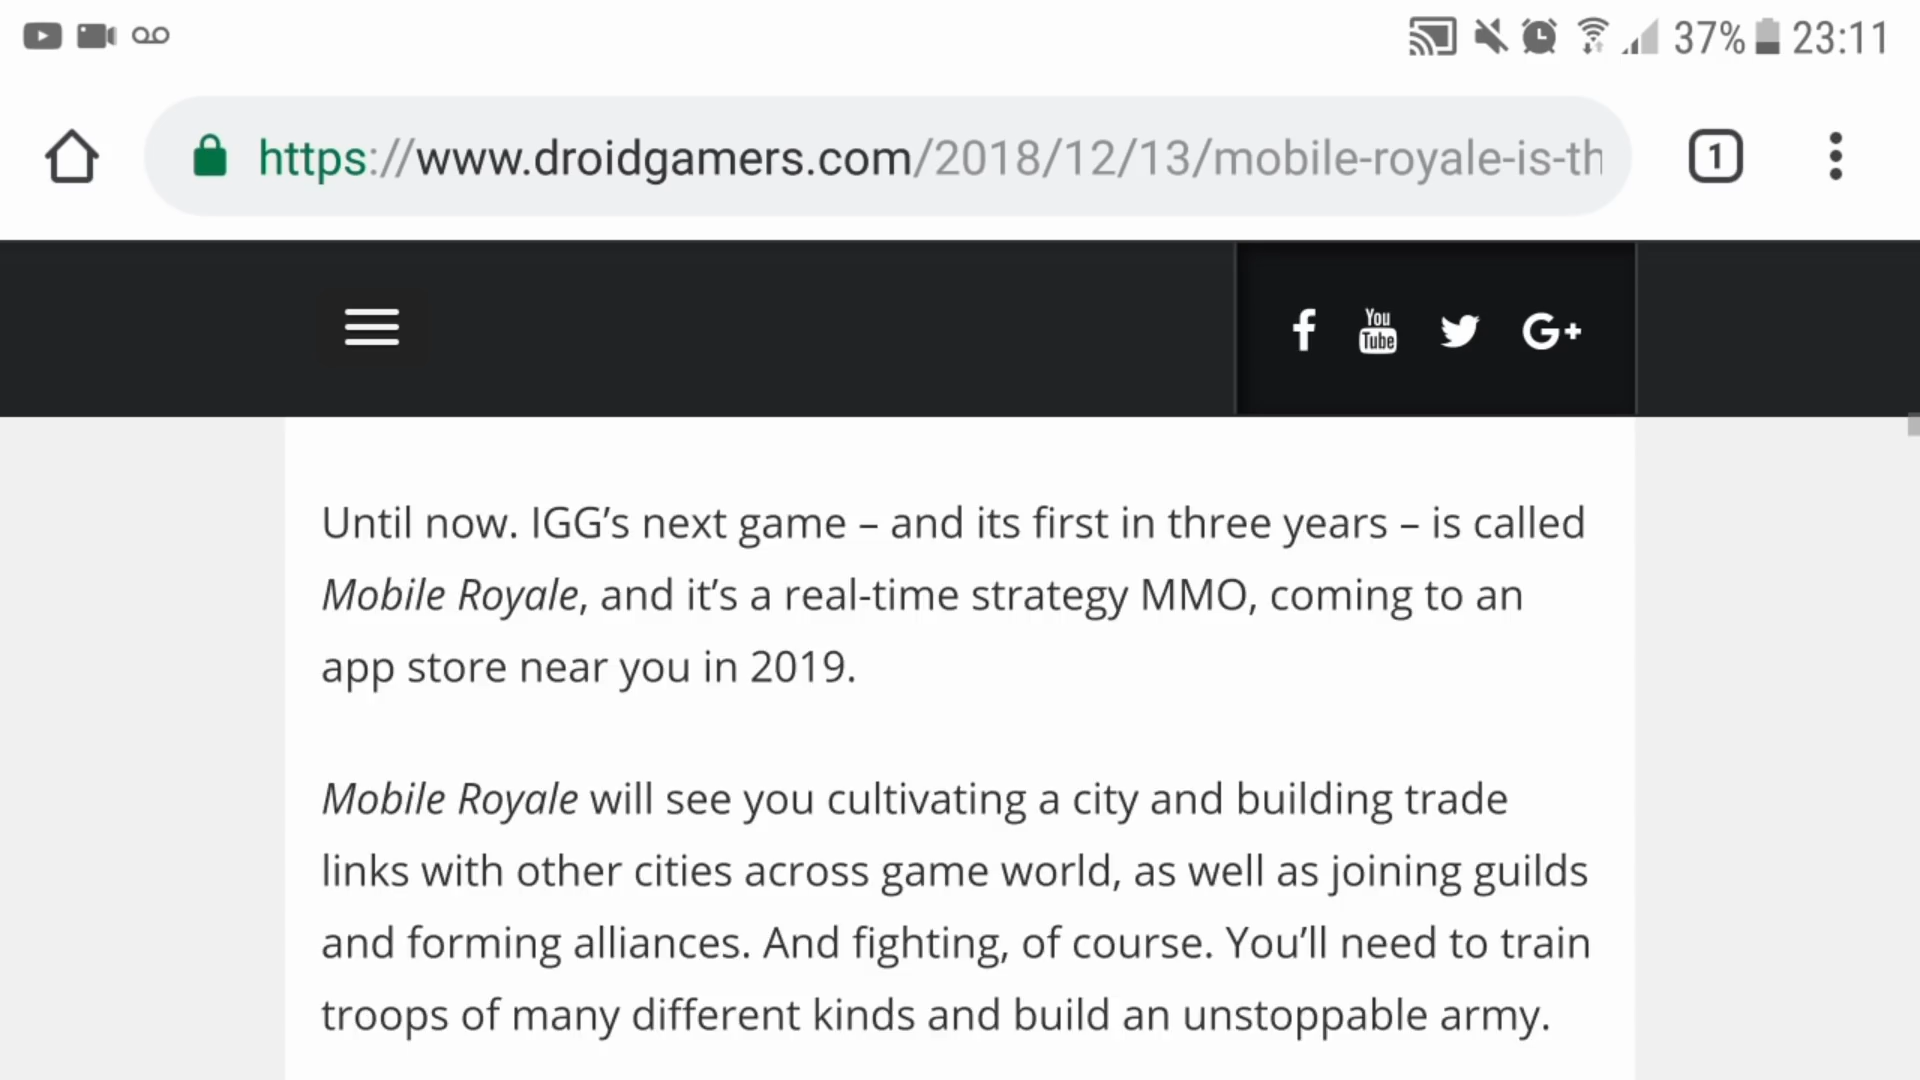 37% 23:11
https://www.droidgamers.com/2018/12/13/mobile-royale-is-th
1
f You Tube G+
Until now. IGG’s next game – and its first in three years – is called
Mobile Royale, and it’s a real-time strategy MMO, coming to an
app store near you in 2019.
Mobile Royale will see you cultivating a city and building trade
links with other cities across game world, as well as joining guilds
and forming alliances. And fighting, of course. You’ll need to train
troops of many different kinds and build an unstoppable army.